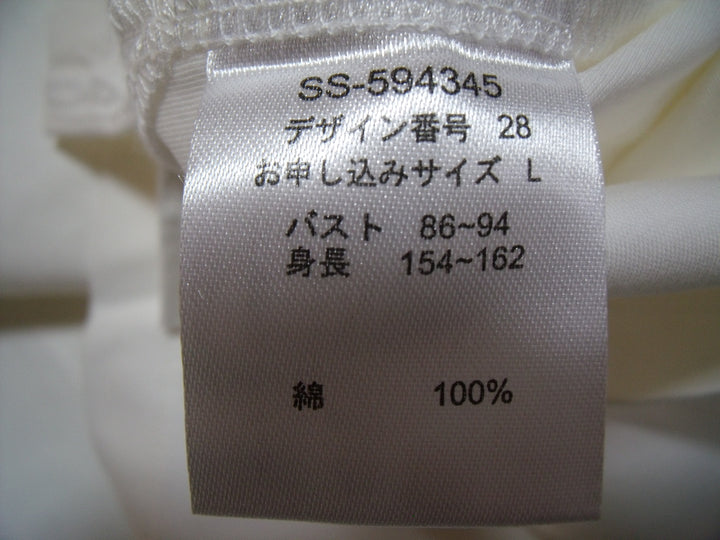 SS-594345
デザイン番号 28
お申し込みサイズ L
バスト 86~94
身長 154~162
綿 100%